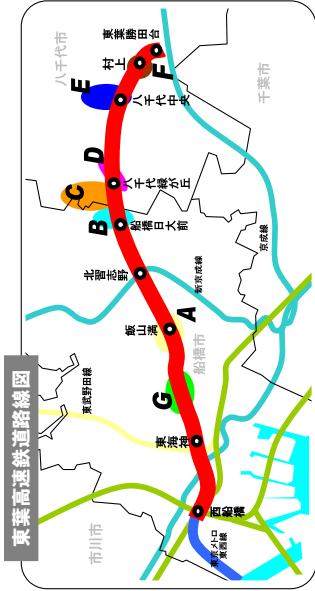 東葉高速鉄道路線図
市川市
船橋市
八千代市
千葉市
東武野田線
新京成線
京成線
東京メトロ
東西線
西船橋
東海神
G
飯山満
A
北習志野
船橋日大前
B
C
八千代緑が丘
D
八千代中央
E
村上
F
東葉勝田台